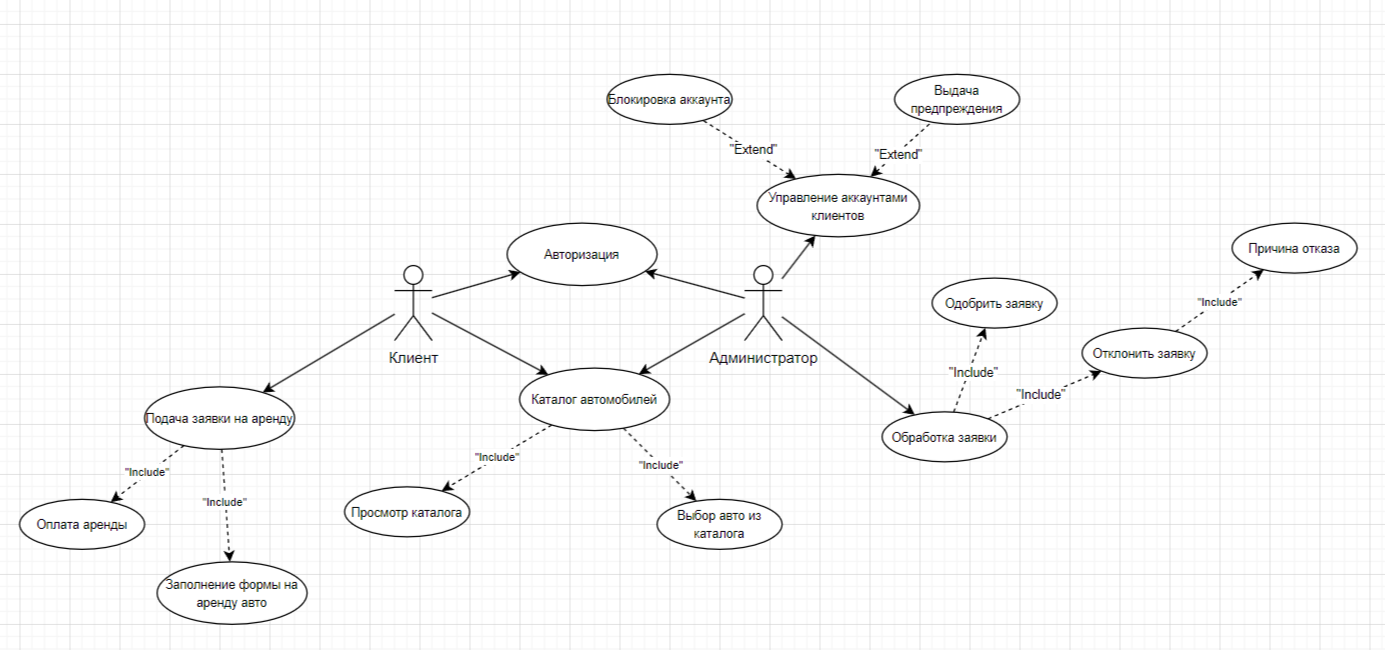 Блокировка аккаунта
Выдача
предпреждения
"Extend"
"Extend"
Управление аккаунтами
клиентов
Авторизация
Причина отказа
"Include"
Одобрить заявку
Клиент
Администратор
Отклонить заявку
"Include"
"Include"
Каталог автомобилей
Подача заявки на аренду
Обработка заявки
"Include"
"Include"
"Include"
"Include"
Просмотр каталога
Выбор авто из
каталога
Оплата аренды
Заполнение формы на
аренду авто